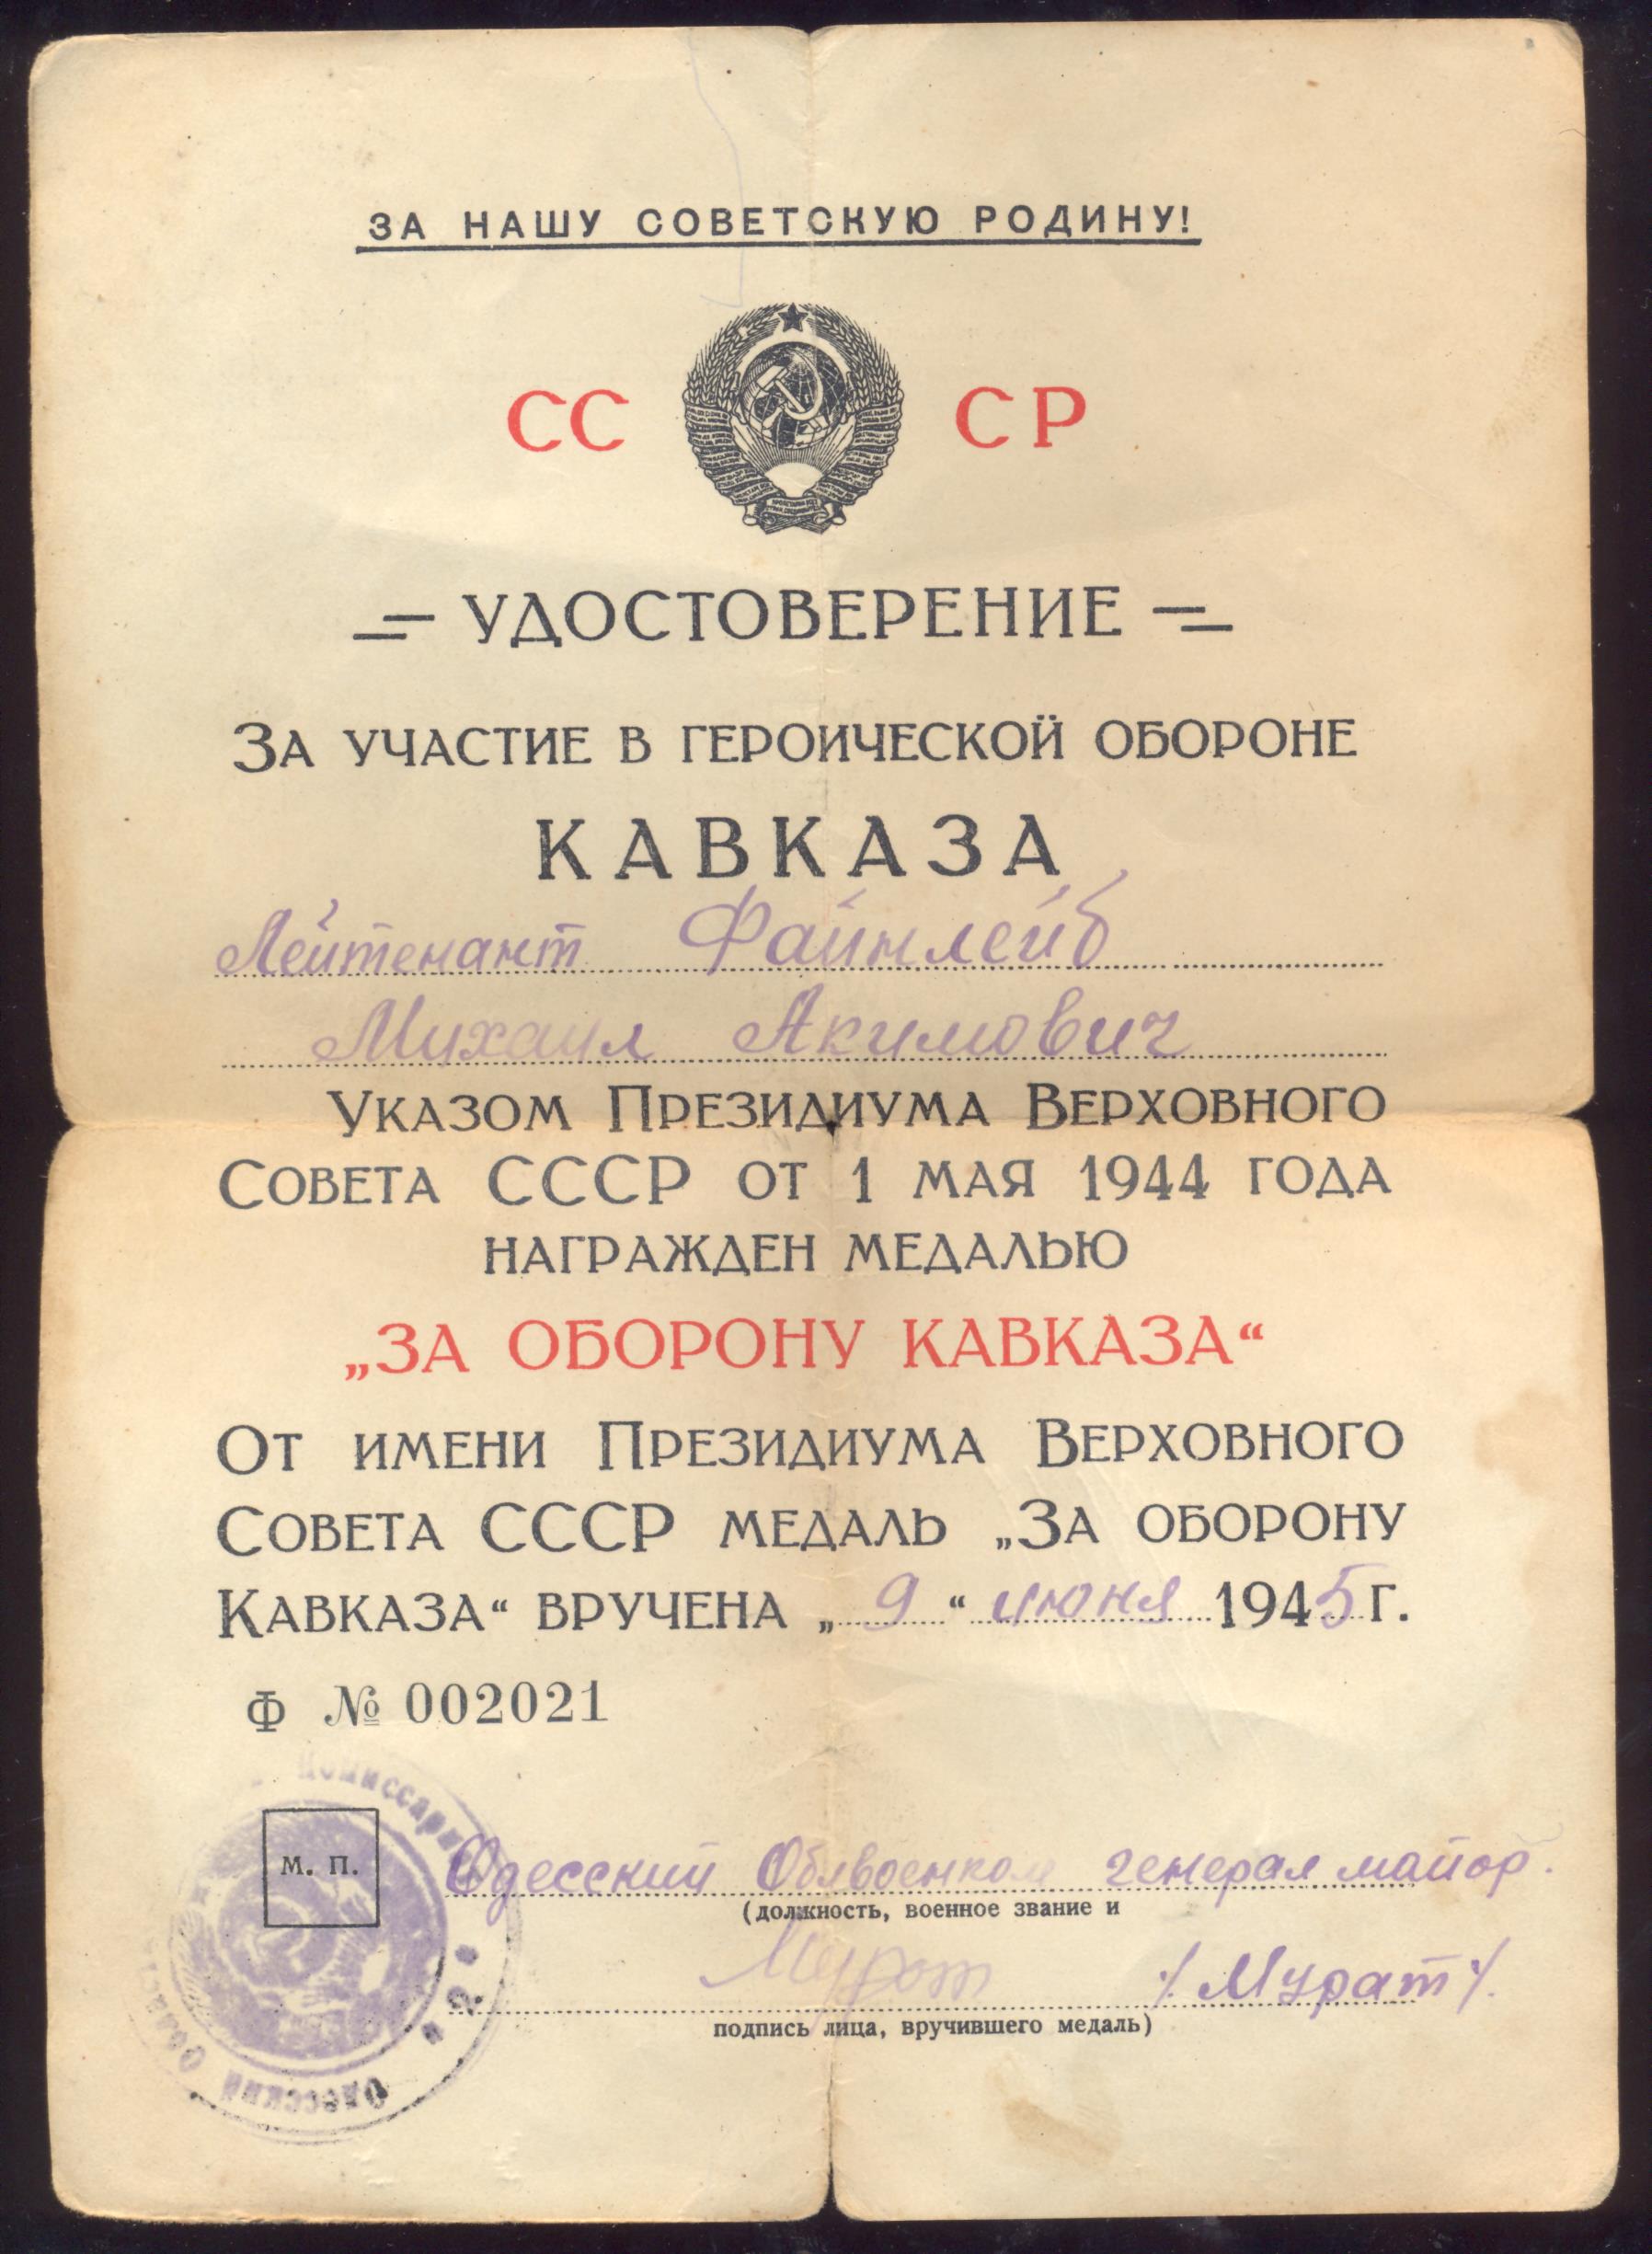 ЗА НАШУ СОВЕТСКУЮ РОДИНУ!
СС СР
УДОСТОВЕРЕНИЕ
ЗА УЧАСТИЕ В ГЕРОИЧЕСКОЙ ОБОРОНЕ
КАВКАЗА
Лейтенант Файнлейб
Михаил Акимович
УКАЗОМ ПРЕЗИДИУМА ВЕРХОВНОГО
СОВЕТА СССР ОТ 1 МАЯ 1944 ГОДА
НАГРАЖДЕН МЕДАЛЬЮ
„ЗА ОБОРОНУ КАВКАЗА“
ОТ ИМЕНИ ПРЕЗИДИУМА ВЕРХОВНОГО
СОВЕТА СССР МЕДАЛЬ „ЗА ОБОРОНУ
КАВКАЗА“ ВРУЧЕНА „ 9 “ июня 1945 Г.
Ф № 002021
М. П.
Одесский Облвоенком генерал майор.
(должность, военное звание и
Мурат /Мурат/.
подпись лица, вручившего медаль)
Одесский